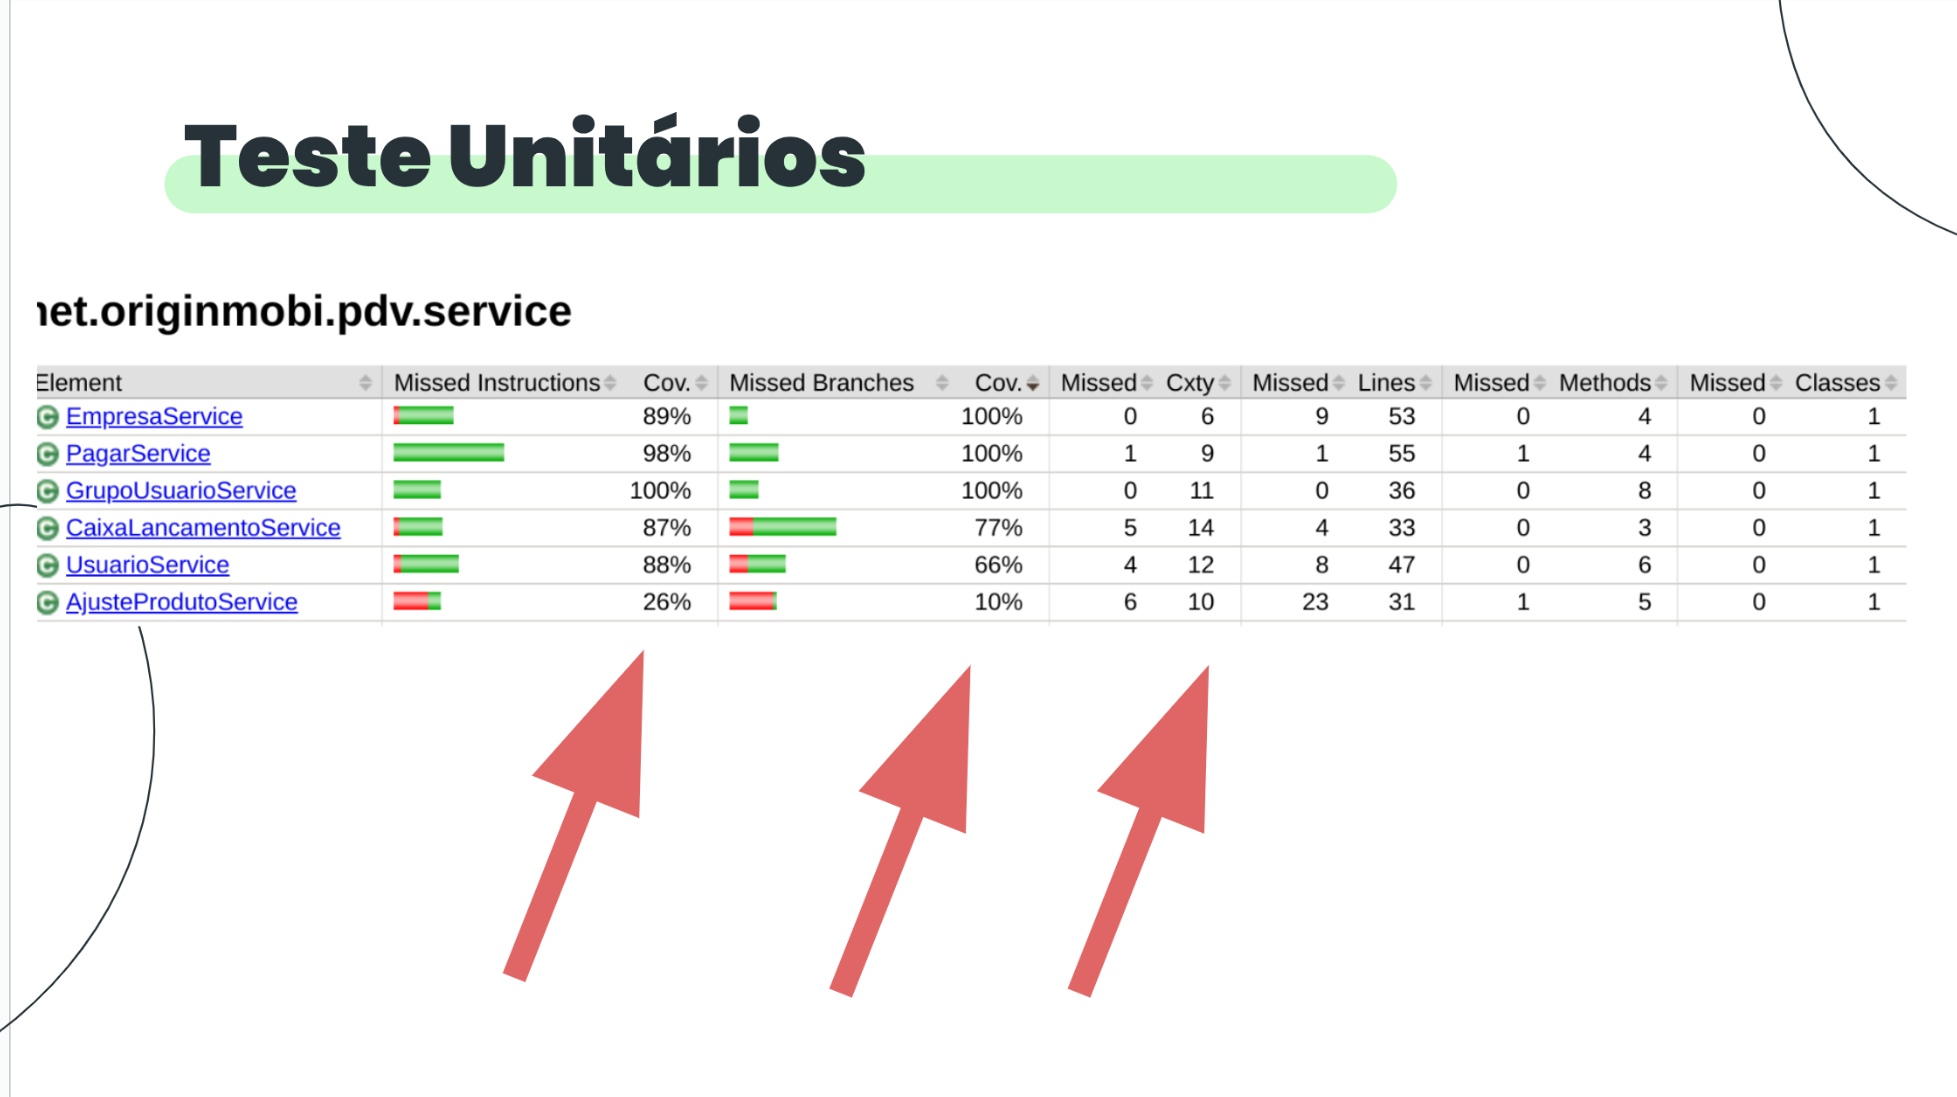 Teste Unitários
net.originmobi.pdv.service
Element Missed Instructions Cov. Missed Branches Cov. Missed Cxty Missed Lines Missed Methods Missed Classes
C EmpresaService 89% 100% 0 6 9 53 0 4 0 1
C PagarService 98% 100% 1 9 1 55 1 4 0 1
C GrupoUsuarioService 100% 100% 0 11 0 36 0 8 0 1
C CaixaLancamentoService 87% 77% 5 14 4 33 0 3 0 1
C UsuarioService 88% 66% 4 12 8 47 0 6 0 1
C AjusteProdutoService 26% 10% 6 10 23 31 1 5 0 1